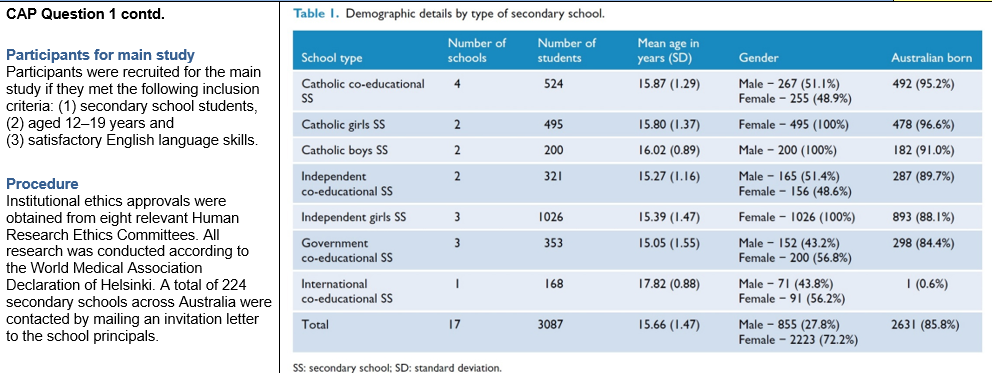 CAP Question 1 contd.
Participants for main study
Participants were recruited for the main
study if they met the following inclusion
criteria: (1) secondary school students,
(2) aged 12–19 years and
(3) satisfactory English language skills.
Procedure
Institutional ethics approvals were
obtained from eight relevant Human
Research Ethics Committees. All
research was conducted according to
the World Medical Association
Declaration of Helsinki. A total of 224
secondary schools across Australia were
contacted by mailing an invitation letter
to the school principals.
Table 1. Demographic details by type of secondary school.
School type Number of schools Number of students Mean age in years (SD) Gender Australian born
Catholic co-educational SS 4 524 15.87 (1.29) Male − 267 (51.1%) 492 (95.2%)
Female − 255 (48.9%)
Catholic girls SS 2 495 15.80 (1.37) Female − 495 (100%) 478 (96.6%)
Catholic boys SS 2 200 16.02 (0.89) Male − 200 (100%) 182 (91.0%)
Independent co-educational SS 2 321 15.27 (1.16) Male − 165 (51.4%) 287 (89.7%)
Female − 156 (48.6%)
Independent girls SS 3 1026 15.39 (1.47) Female − 1026 (100%) 893 (88.1%)
Government co-educational SS 3 353 15.05 (1.55) Male − 152 (43.2%) 298 (84.4%)
Female − 200 (56.8%)
International co-educational SS 1 168 17.82 (0.88) Male − 71 (43.8%) 1 (0.6%)
Female − 91 (56.2%)
Total 17 3087 15.66 (1.47) Male − 855 (27.8%) 2631 (85.8%)
Female − 2223 (72.2%)
SS: secondary school; SD: standard deviation.